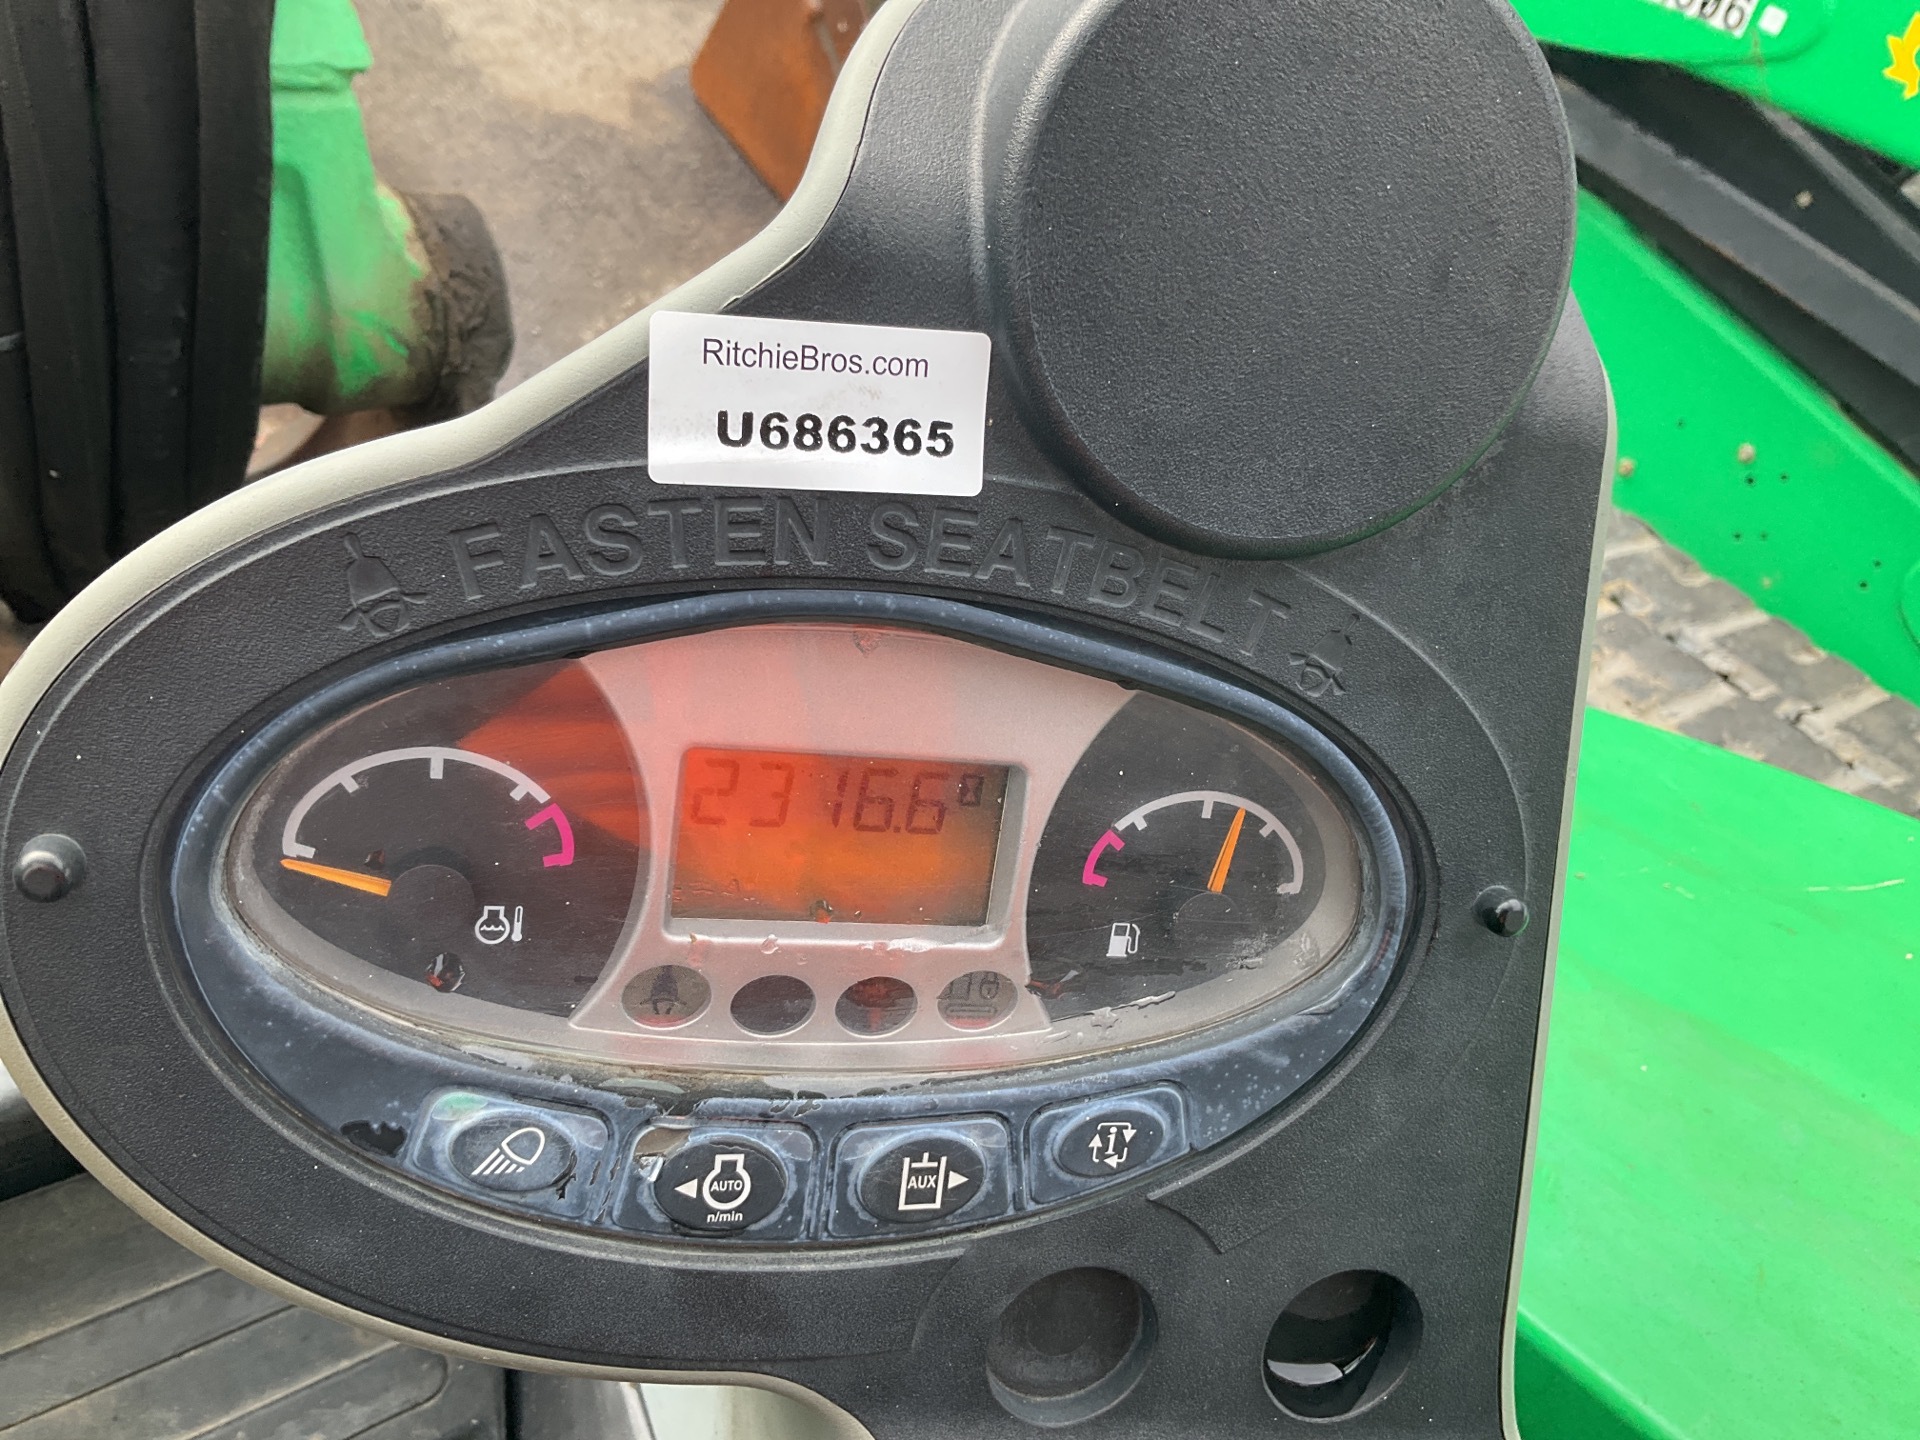 RitchieBros.com
U686365
FASTEN SEATBELT
2316.6
AUTO
n/min
AUX
i